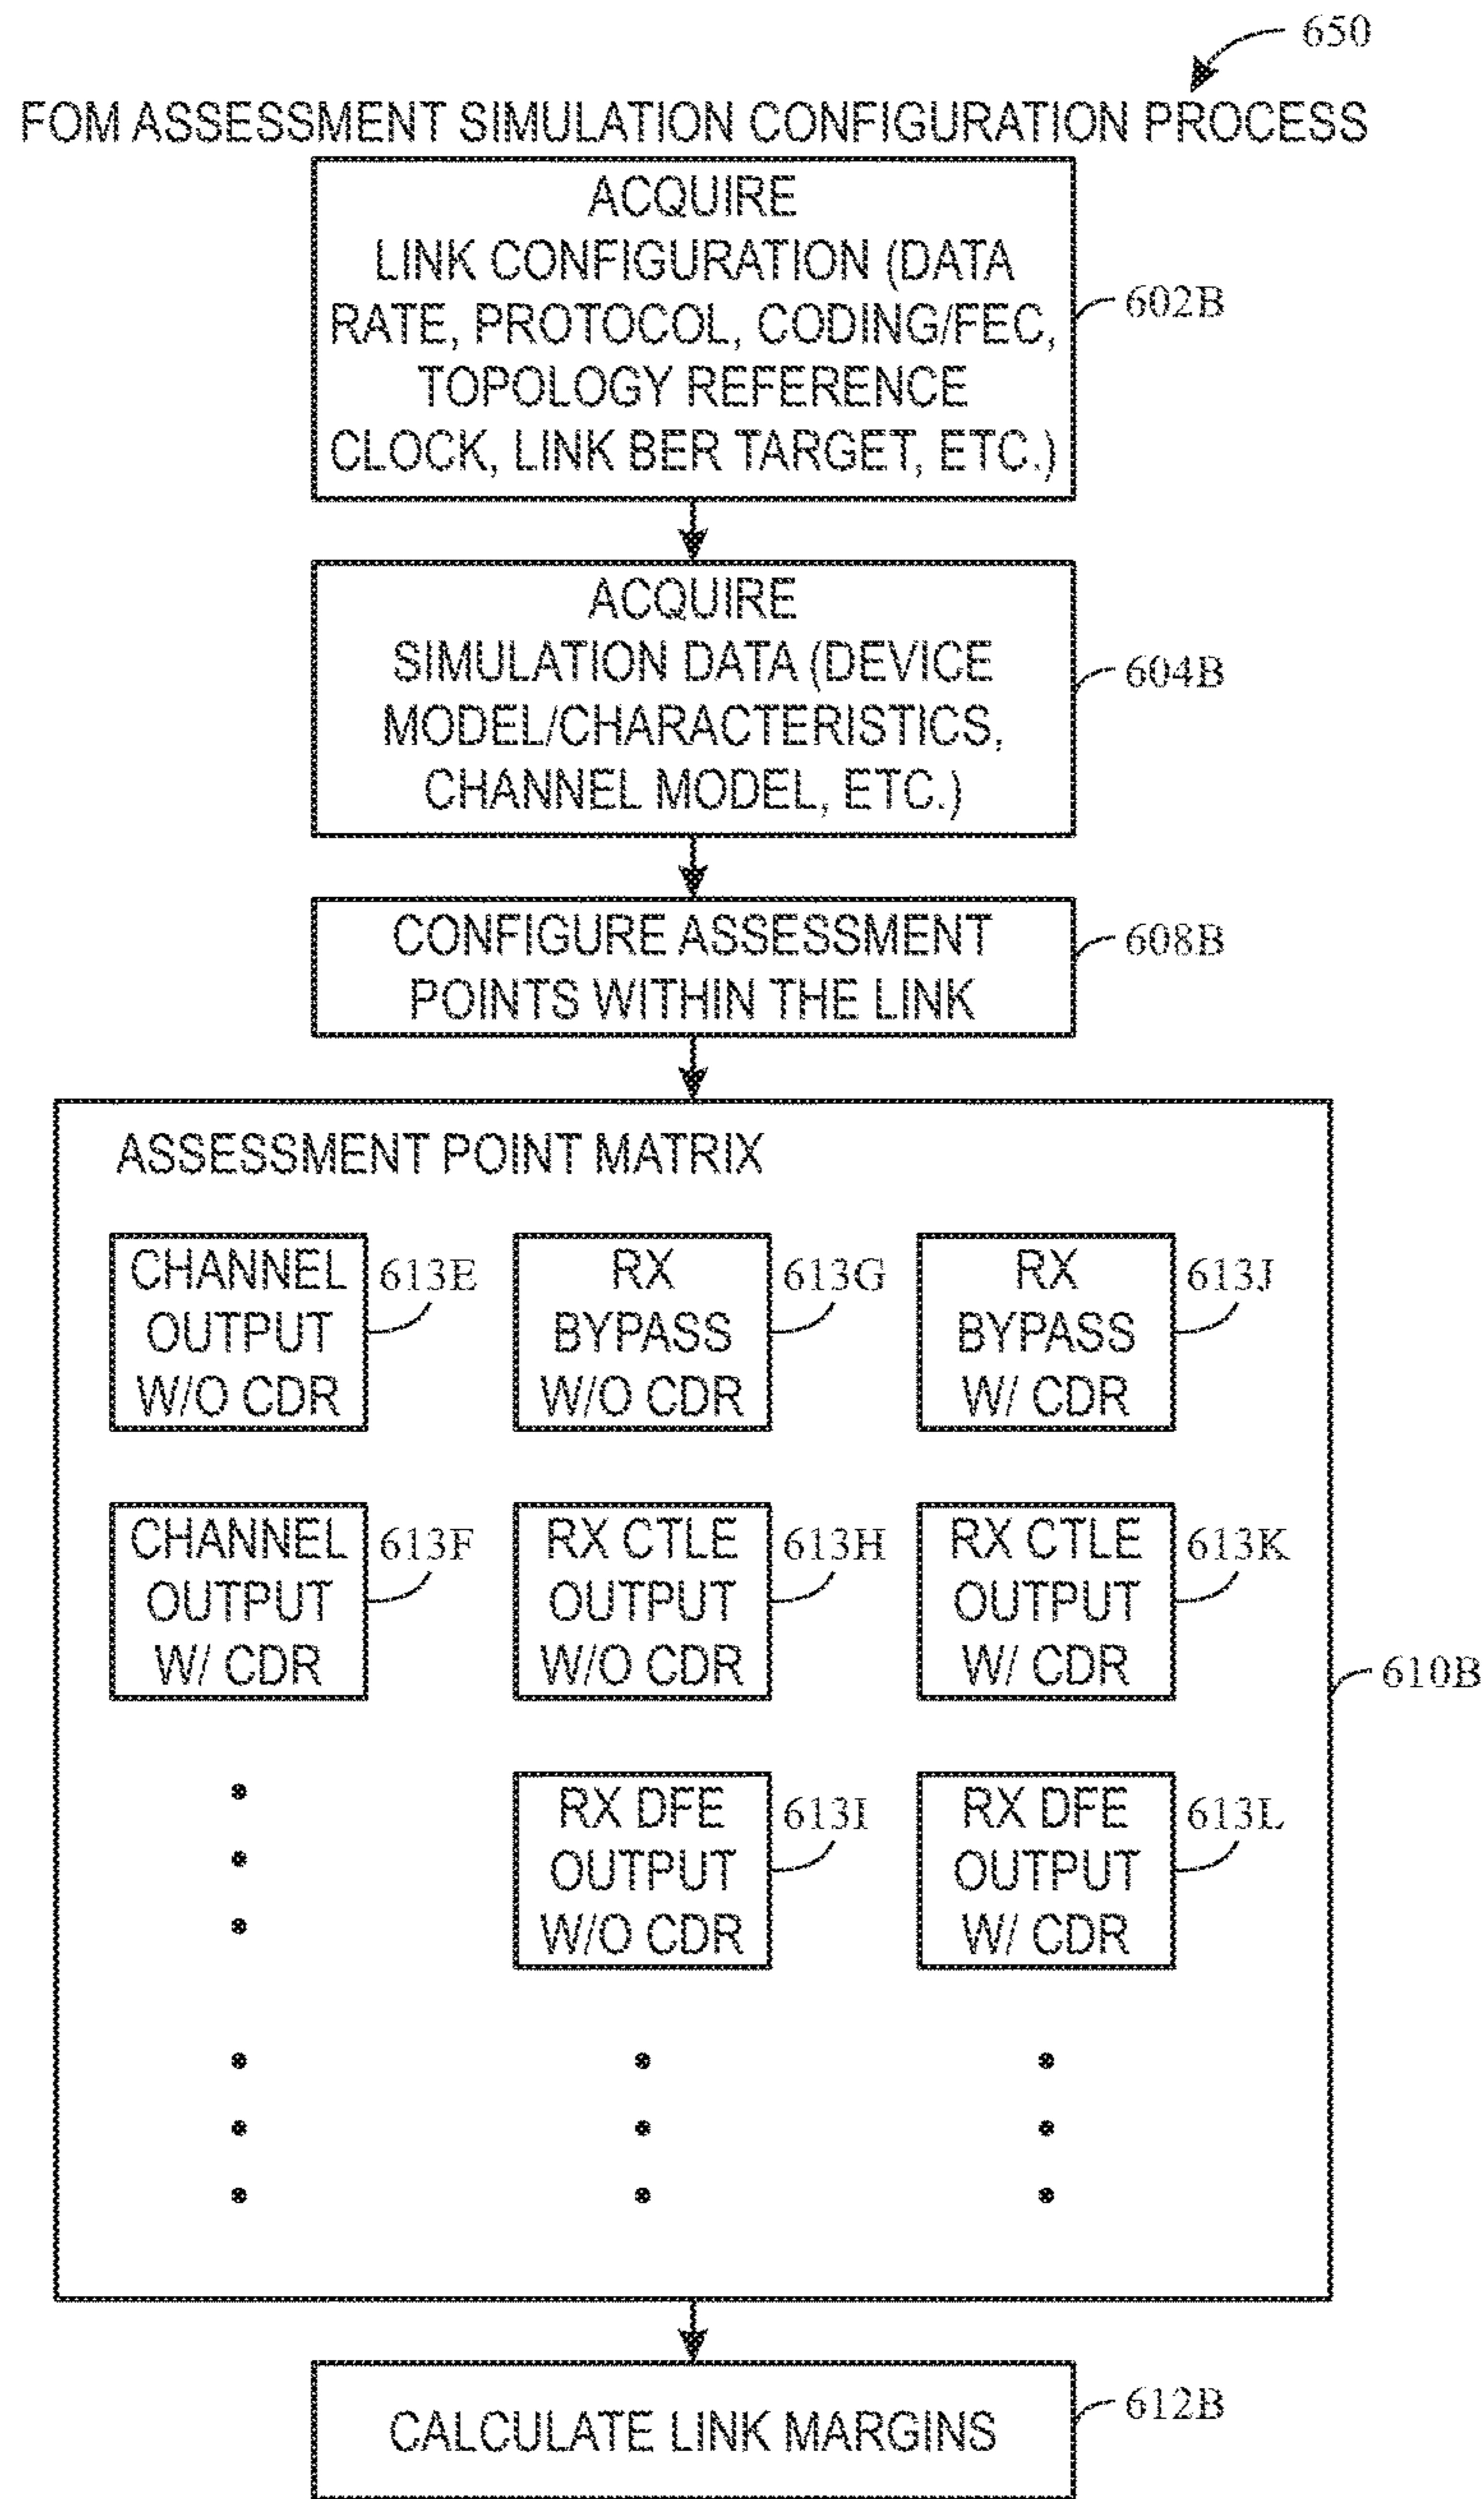 650
FOM ASSESSMENT SIMULATION CONFIGURATION PROCESS
ACQUIRE
LINK CONFIGURATION (DATA
RATE, PROTOCOL, CODING/FEC,
TOPOLOGY REFERENCE
CLOCK, LINK BER TARGET, ETC.)
602B
ACQUIRE
SIMULATION DATA (DEVICE
MODEL/CHARACTERISTICS,
CHANNEL MODEL, ETC.)
604B
CONFIGURE ASSESSMENT
POINTS WITHIN THE LINK
608B
ASSESSMENT POINT MATRIX
CHANNEL
OUTPUT
W/O CDR
613E
RX
BYPASS
W/O CDR
613G
RX
BYPASS
W/ CDR
613J
CHANNEL
OUTPUT
W/ CDR
613F
RX CTLE
OUTPUT
W/O CDR
613H
RX CTLE
OUTPUT
W/ CDR
613K
610B
RX DFE
OUTPUT
W/O CDR
613I
RX DFE
OUTPUT
W/ CDR
613L
CALCULATE LINK MARGINS
612B